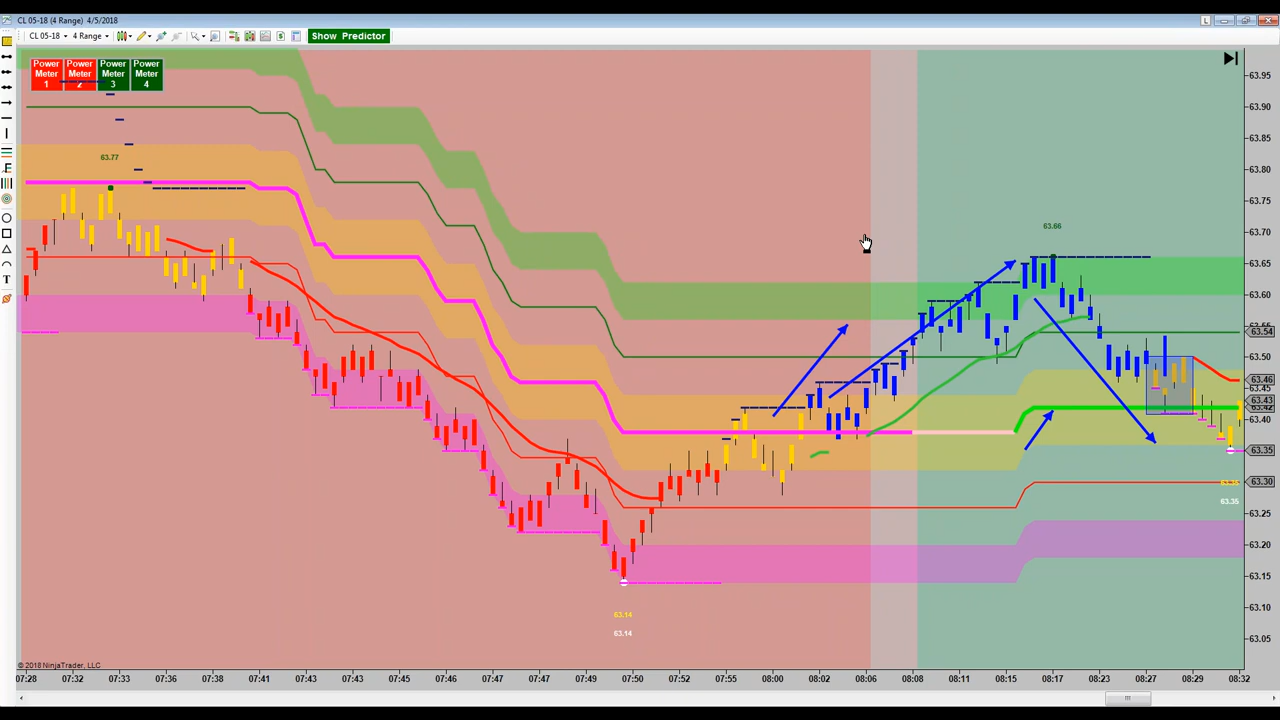 CL 05-18 (4 Range) 4/5/2018
L
CL 05-18 4 Range $ Show Predictor
Power Meter 1
Power Meter 2
Power Meter 3
Power Meter 4
63.77
63.66
63.14
63.14
63.35
63.95
63.90
63.85
63.80
63.75
63.70
63.65
63.60
63.54
63.50
63.46
63.43
63.42
63.40
63.35
63.30
63.25
63.20
63.15
63.10
63.05
© 2018 NinjaTrader, LLC
07:28 07:32 07:33 07:36 07:38 07:41 07:43 07:43 07:45 07:46 07:47 07:47 07:50 07:51 07:52 07:55 08:00 08:02 08:06 08:08 08:11 08:15 08:17 08:23 08:27 08:29 08:32